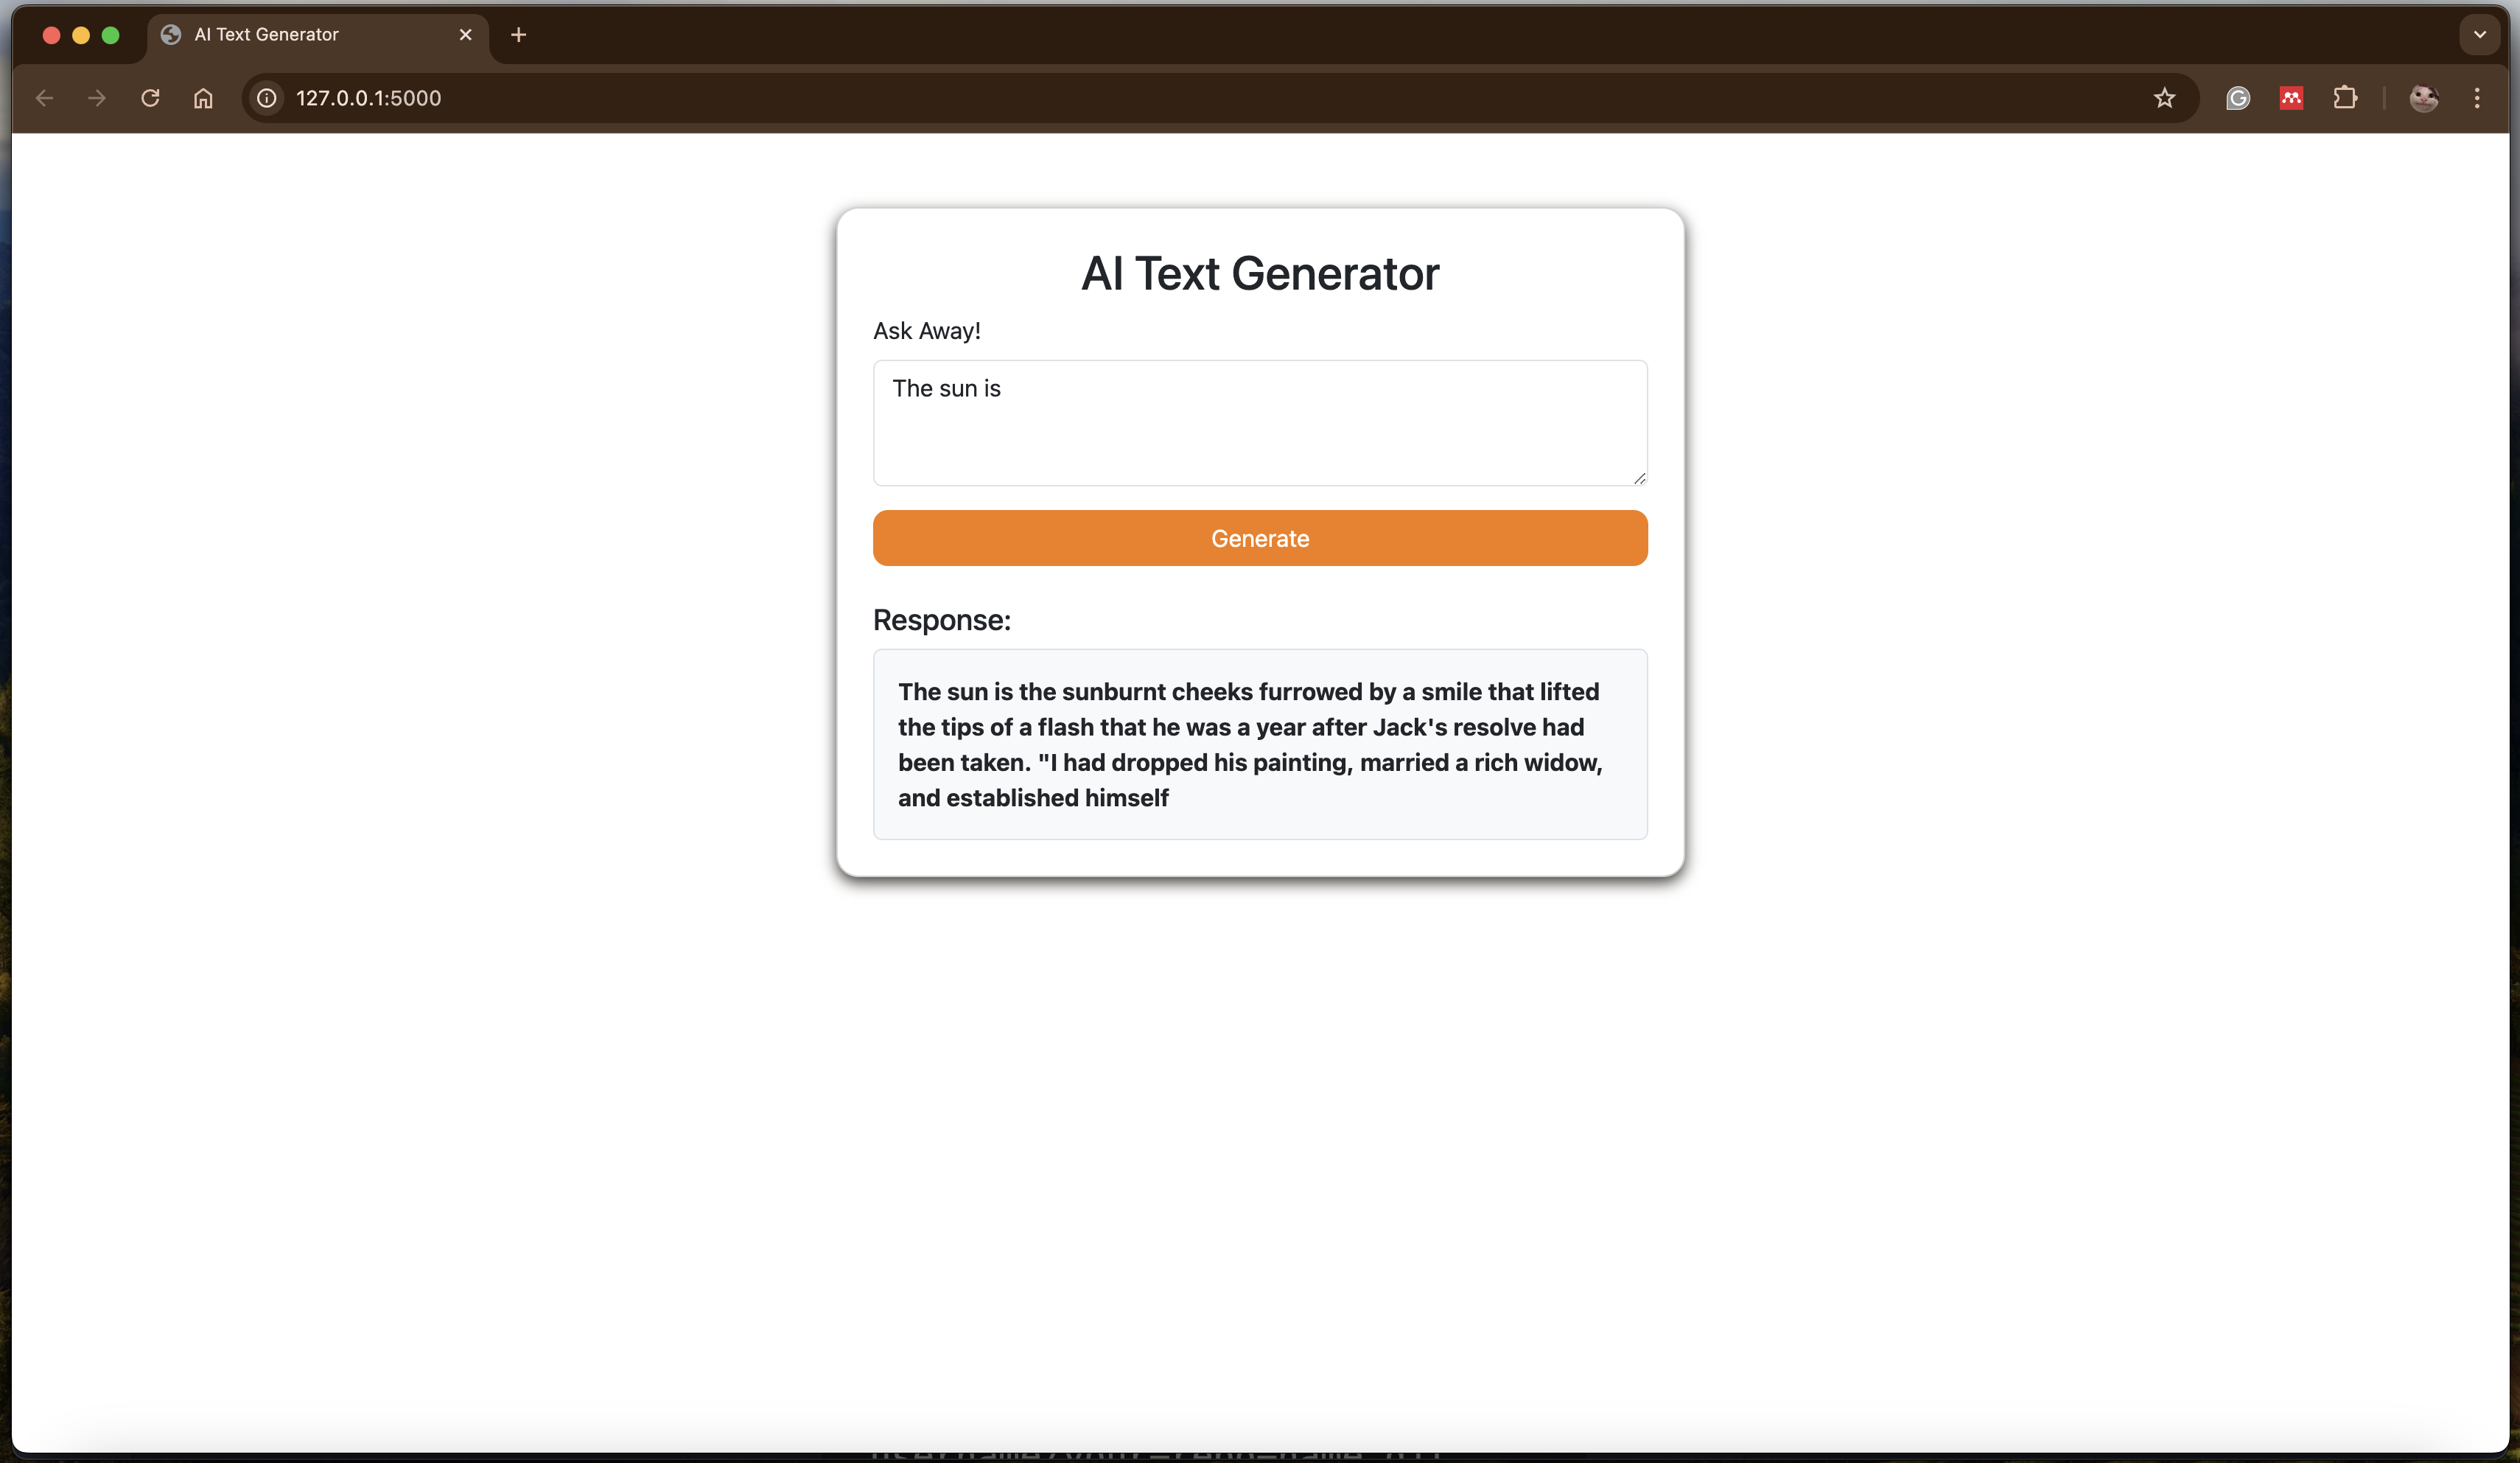 AI Text Generator
127.0.0.1:5000
AI Text Generator
Ask Away!
The sun is
Generate
Response:
The sun is the sunburnt cheeks furrowed by a smile that lifted
the tips of a flash that he was a year after Jack's resolve had
been taken. "I had dropped his painting, married a rich widow,
and established himself